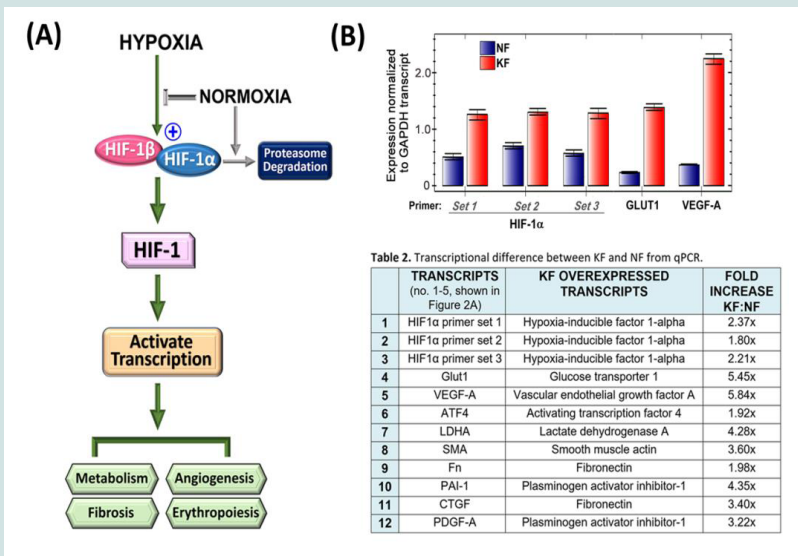 (A)
HYPOXIA
NORMOXIA
+
HIF-1β
HIF-1α
Proteasome
Degradation
HIF-1
Activate
Transcription
Metabolism
Angiogenesis
Fibrosis
Erythropoiesis
(B)
Expression normalized
to GAPDH transcript
2.0
1.0
0
NF
KF
Primer: Set 1 Set 2 Set 3 GLUT1 VEGF-A
HIF-1α
Table 2. Transcriptional difference between KF and NF from qPCR.
TRANSCRIPTS
(no. 1-5, shown in
Figure 2A)
KF OVEREXPRESSED
TRANSCRIPTS
FOLD
INCREASE
KF:NF
1 HIF1α primer set 1 Hypoxia-inducible factor 1-alpha 2.37x
2 HIF1α primer set 2 Hypoxia-inducible factor 1-alpha 1.80x
3 HIF1α primer set 3 Hypoxia-inducible factor 1-alpha 2.21x
4 Glut1 Glucose transporter 1 5.45x
5 VEGF-A Vascular endothelial growth factor A 5.84x
6 ATF4 Activating transcription factor 4 1.92x
7 LDHA Lactate dehydrogenase A 4.28x
8 SMA Smooth muscle actin 3.60x
9 Fn Fibronectin 1.98x
10 PAI-1 Plasminogen activator inhibitor-1 4.35x
11 CTGF Fibronectin 3.40x
12 PDGF-A Plasminogen activator inhibitor-1 3.22x